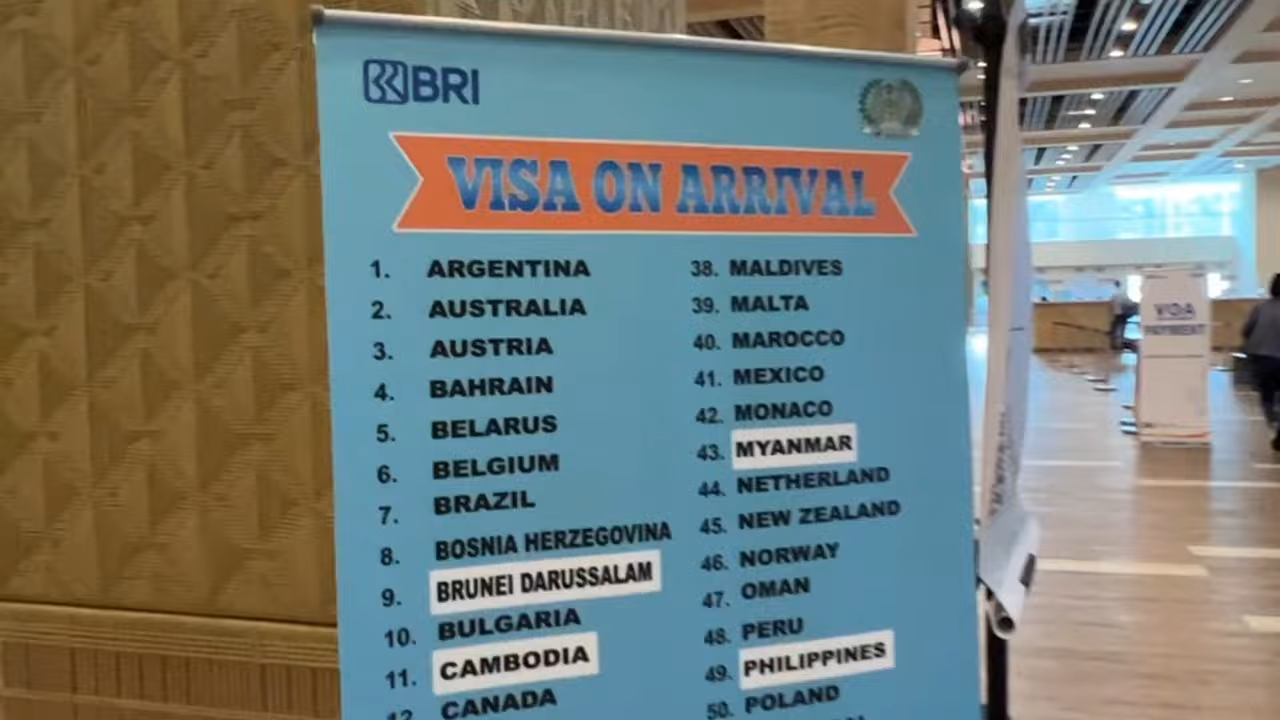 BRI
VISA ON ARRIVAL
1. ARGENTINA
2. AUSTRALIA
3. AUSTRIA
4. BAHRAIN
5. BELARUS
6. BELGIUM
7. BRAZIL
8. BOSNIA HERZEGOVINA
9. BRUNEI DARUSSALAM
10. BULGARIA
11. CAMBODIA
12. CANADA
38. MALDIVES
39. MALTA
40. MAROCCO
41. MEXICO
42. MONACO
43. MYANMAR
44. NETHERLAND
45. NEW ZEALAND
46. NORWAY
47. OMAN
48. PERU
49. PHILIPPINES
50. POLAND
VOA
PAYMENT